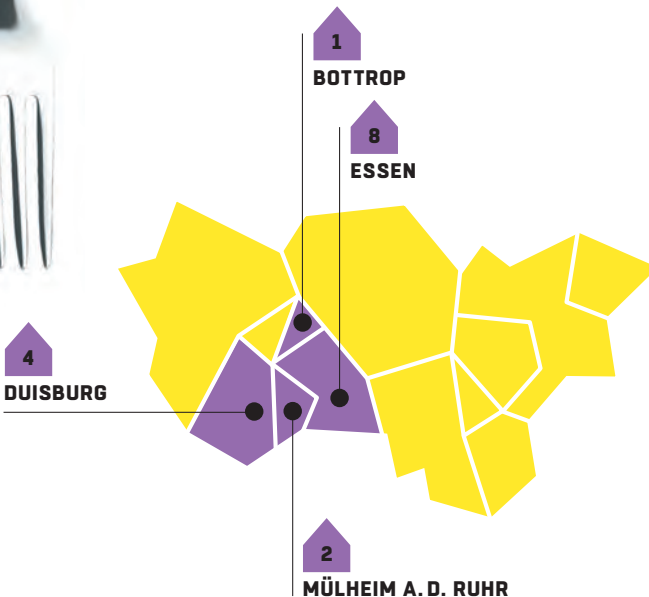 1
BOTTROP
8
ESSEN
4
DUISBURG
2
MÜLHEIM A. D. RUHR